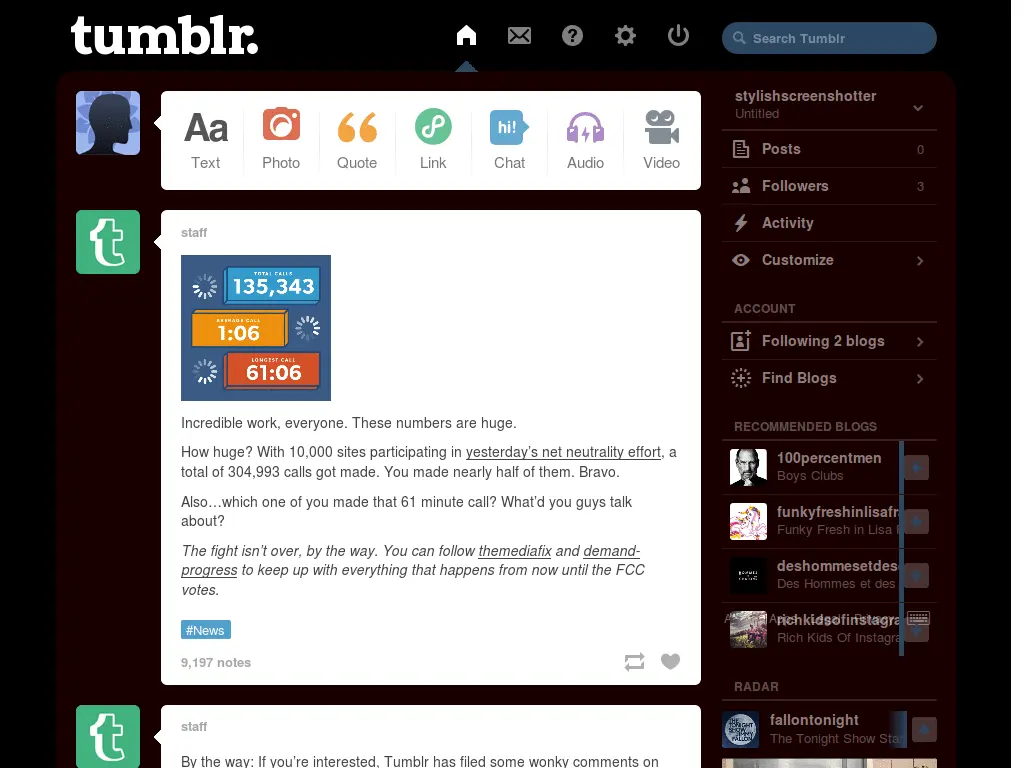 tumblr.
Search Tumblr
Aa
Text
Photo
Quote
Link
hi!
Chat
Audio
Video
staff
TOTAL CALLS
135,343
AVERAGE CALL
1:06
LONGEST CALL
61:06
Incredible work, everyone. These numbers are huge.
How huge? With 10,000 sites participating in yesterday's net neutrality effort, a
total of 304,993 calls got made. You made nearly half of them. Bravo.
Also…which one of you made that 61 minute call? What'd you guys talk
about?
The fight isn't over, by the way. You can follow themediafix and demand-
progress to keep up with everything that happens from now until the FCC
votes.
#News
9,197 notes
staff
By the way: If you're interested, Tumblr has filed some wonky comments on
stylishscreenshotter
Untitled
Posts 0
Followers 3
Activity
Customize
ACCOUNT
Following 2 blogs
Find Blogs
RECOMMENDED BLOGS
100percentmen
Boys Clubs
funkyfreshinlisafr
Funky Fresh in Lisa
deshommesetdes
Des Hommes et des
richkidsofinstagra
Rich Kids Of Instagra
RADAR
fallontonight
The Tonight Show Sta